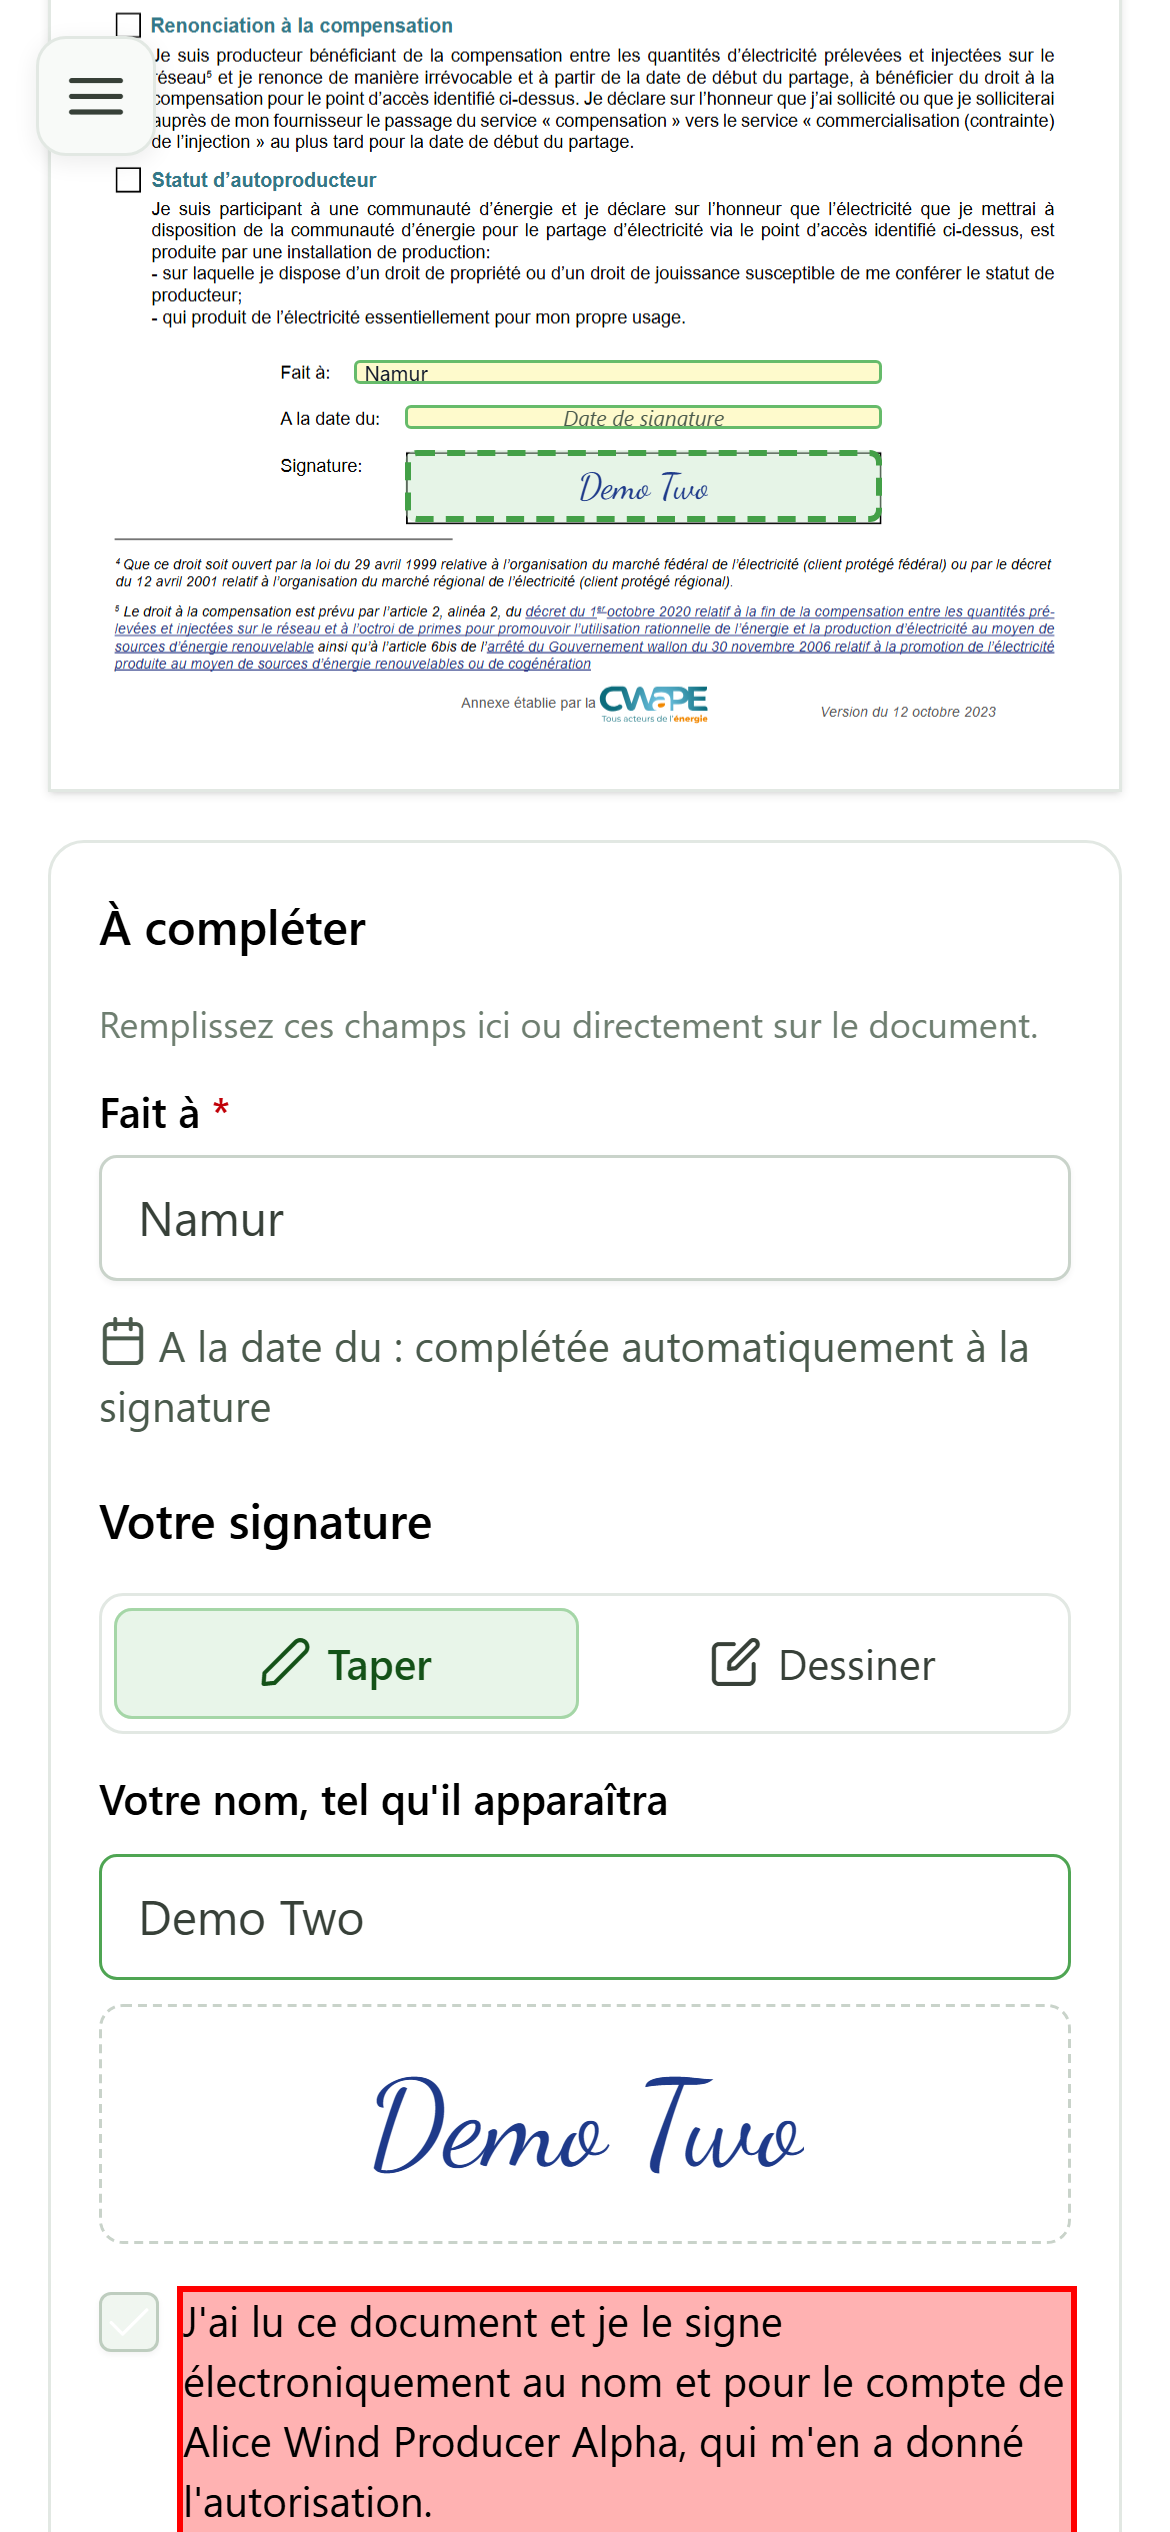 Renonciation à la compensation
Je suis producteur bénéficiant de la compensation entre les quantités d'électricité prélevées et injectées sur le
réseau⁵ et je renonce de manière irrévocable et à partir de la date de début du partage, à bénéficier du droit à la
compensation pour le point d'accès identifié ci-dessus. Je déclare sur l'honneur que j'ai sollicité ou que je solliciterai
auprès de mon fournisseur le passage du service « compensation » vers le service « commercialisation (contrainte)
de l'injection » au plus tard pour la date de début du partage.
Statut d'autoproducteur
Je suis participant à une communauté d'énergie et je déclare sur l'honneur que l'électricité que je mettrai à
disposition de la communauté d'énergie pour le partage d'électricité via le point d'accès identifié ci-dessus, est
produite par une installation de production:
- sur laquelle je dispose d'un droit de propriété ou d'un droit de jouissance susceptible de me conférer le statut de
producteur;
- qui produit de l'électricité essentiellement pour mon propre usage.
Fait à: Namur
A la date du: Date de signature
Signature: Demo Two
⁴ Que ce droit soit ouvert par la loi du 29 avril 1999 relative à l'organisation du marché fédéral de l'électricité (client protégé fédéral) ou par le décret
du 12 avril 2001 relatif à l'organisation du marché régional de l'électricité (client protégé régional).
⁵ Le droit à la compensation est prévu par l'article 2, alinéa 2, du décret du 1er octobre 2020 relatif à la fin de la compensation entre les quantités pré-
levées et injectées sur le réseau et à l'octroi de primes pour promouvoir l'utilisation rationnelle de l'énergie et la production d'électricité au moyen de
sources d'énergie renouvelable ainsi qu'à l'article 6bis de l'arrêté du Gouvernement wallon du 30 novembre 2006 relatif à la promotion de l'électricité
produite au moyen de sources d'énergie renouvelables ou de cogénération
Annexe établie par la CWaPE
Tous acteurs de l'énergie
Version du 12 octobre 2023
À compléter
Remplissez ces champs ici ou directement sur le document.
Fait à *
Namur
A la date du : complétée automatiquement à la
signature
Votre signature
Taper
Dessiner
Votre nom, tel qu'il apparaîtra
Demo Two
Demo Two
J'ai lu ce document et je le signe
électroniquement au nom et pour le compte de
Alice Wind Producer Alpha, qui m'en a donné
l'autorisation.